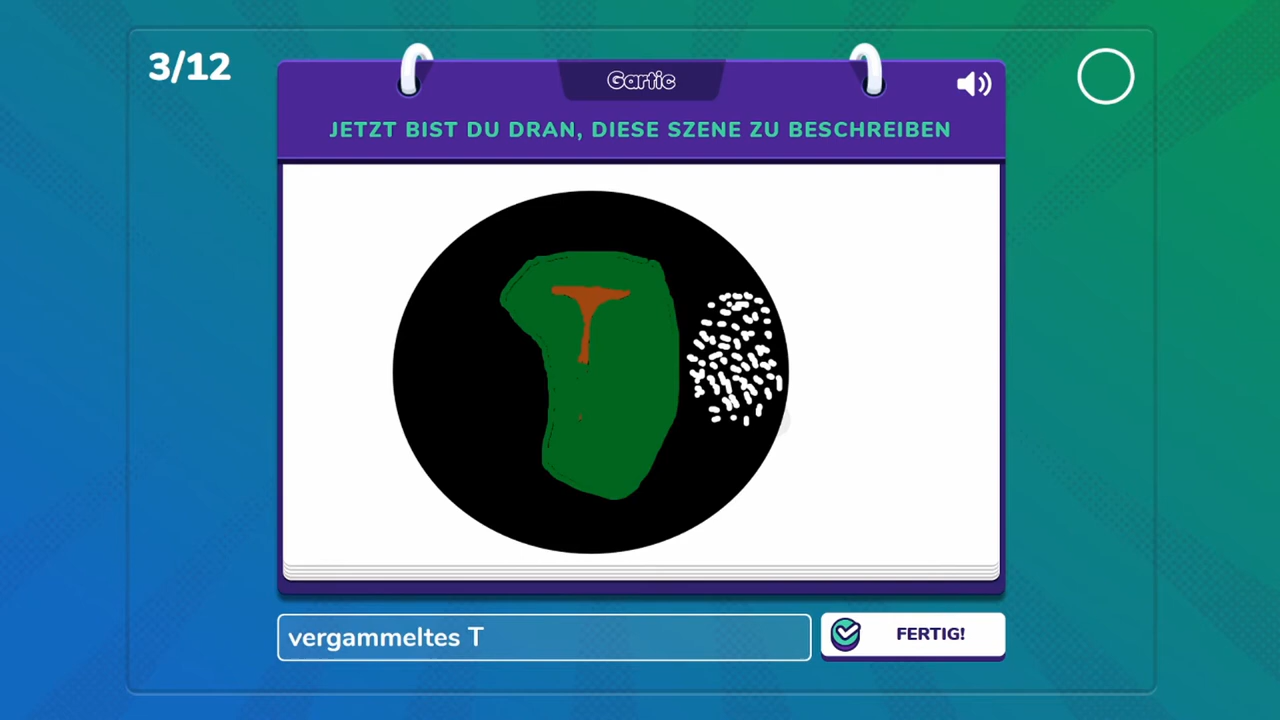 3/12
Gartic
JETZT BIST DU DRAN, DIESE SZENE ZU BESCHREIBEN
T
vergammeltes T
FERTIG!